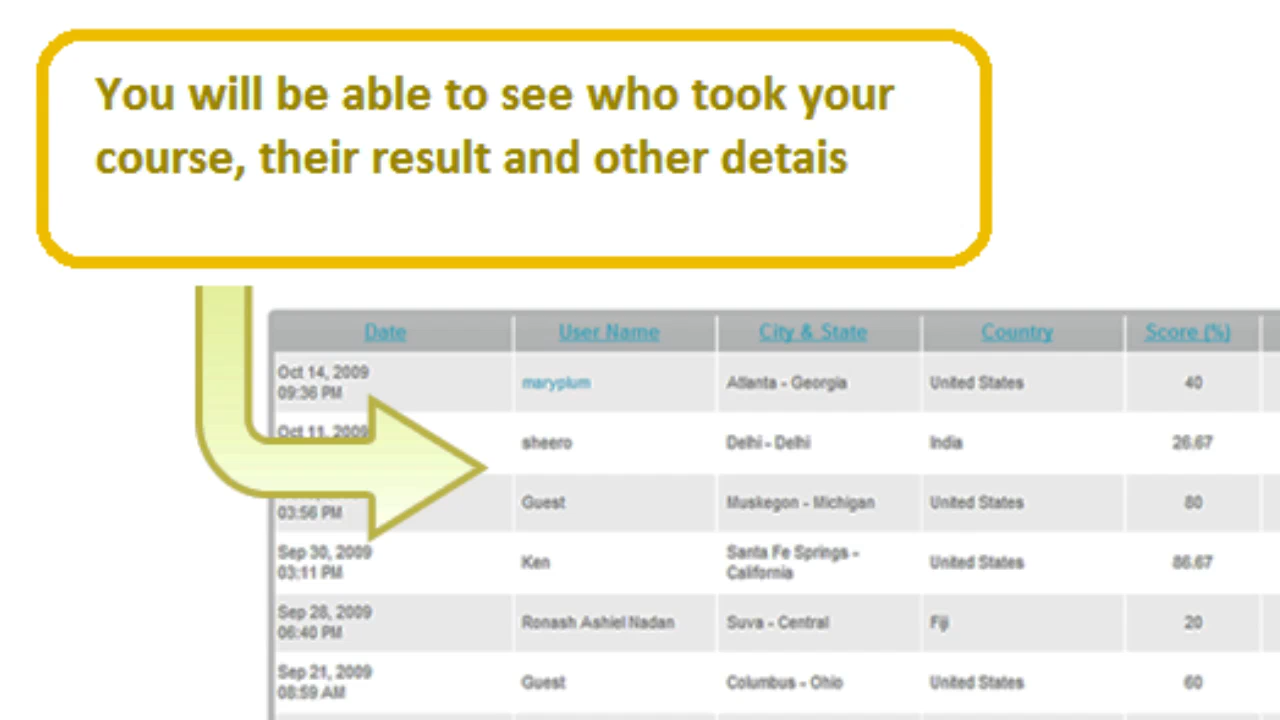 You will be able to see who took your
course, their result and other detais
Date User Name City & State Country Score (%)
Oct 14, 2009
09:36 PM
maryplum Atlanta - Georgia United States 40
Oct 11, 2009
sheero Delhi - Delhi India 26.67
03:56 PM
Guest Muskegon - Michigan United States 80
Sep 30, 2009
03:11 PM
Ken Santa Fe Springs -
California
United States 86.67
Sep 28, 2009
06:40 PM
Ronash Ashiel Nadan Suva - Central Fiji 20
Sep 21, 2009
08:59 AM
Guest Columbus - Ohio United States 60